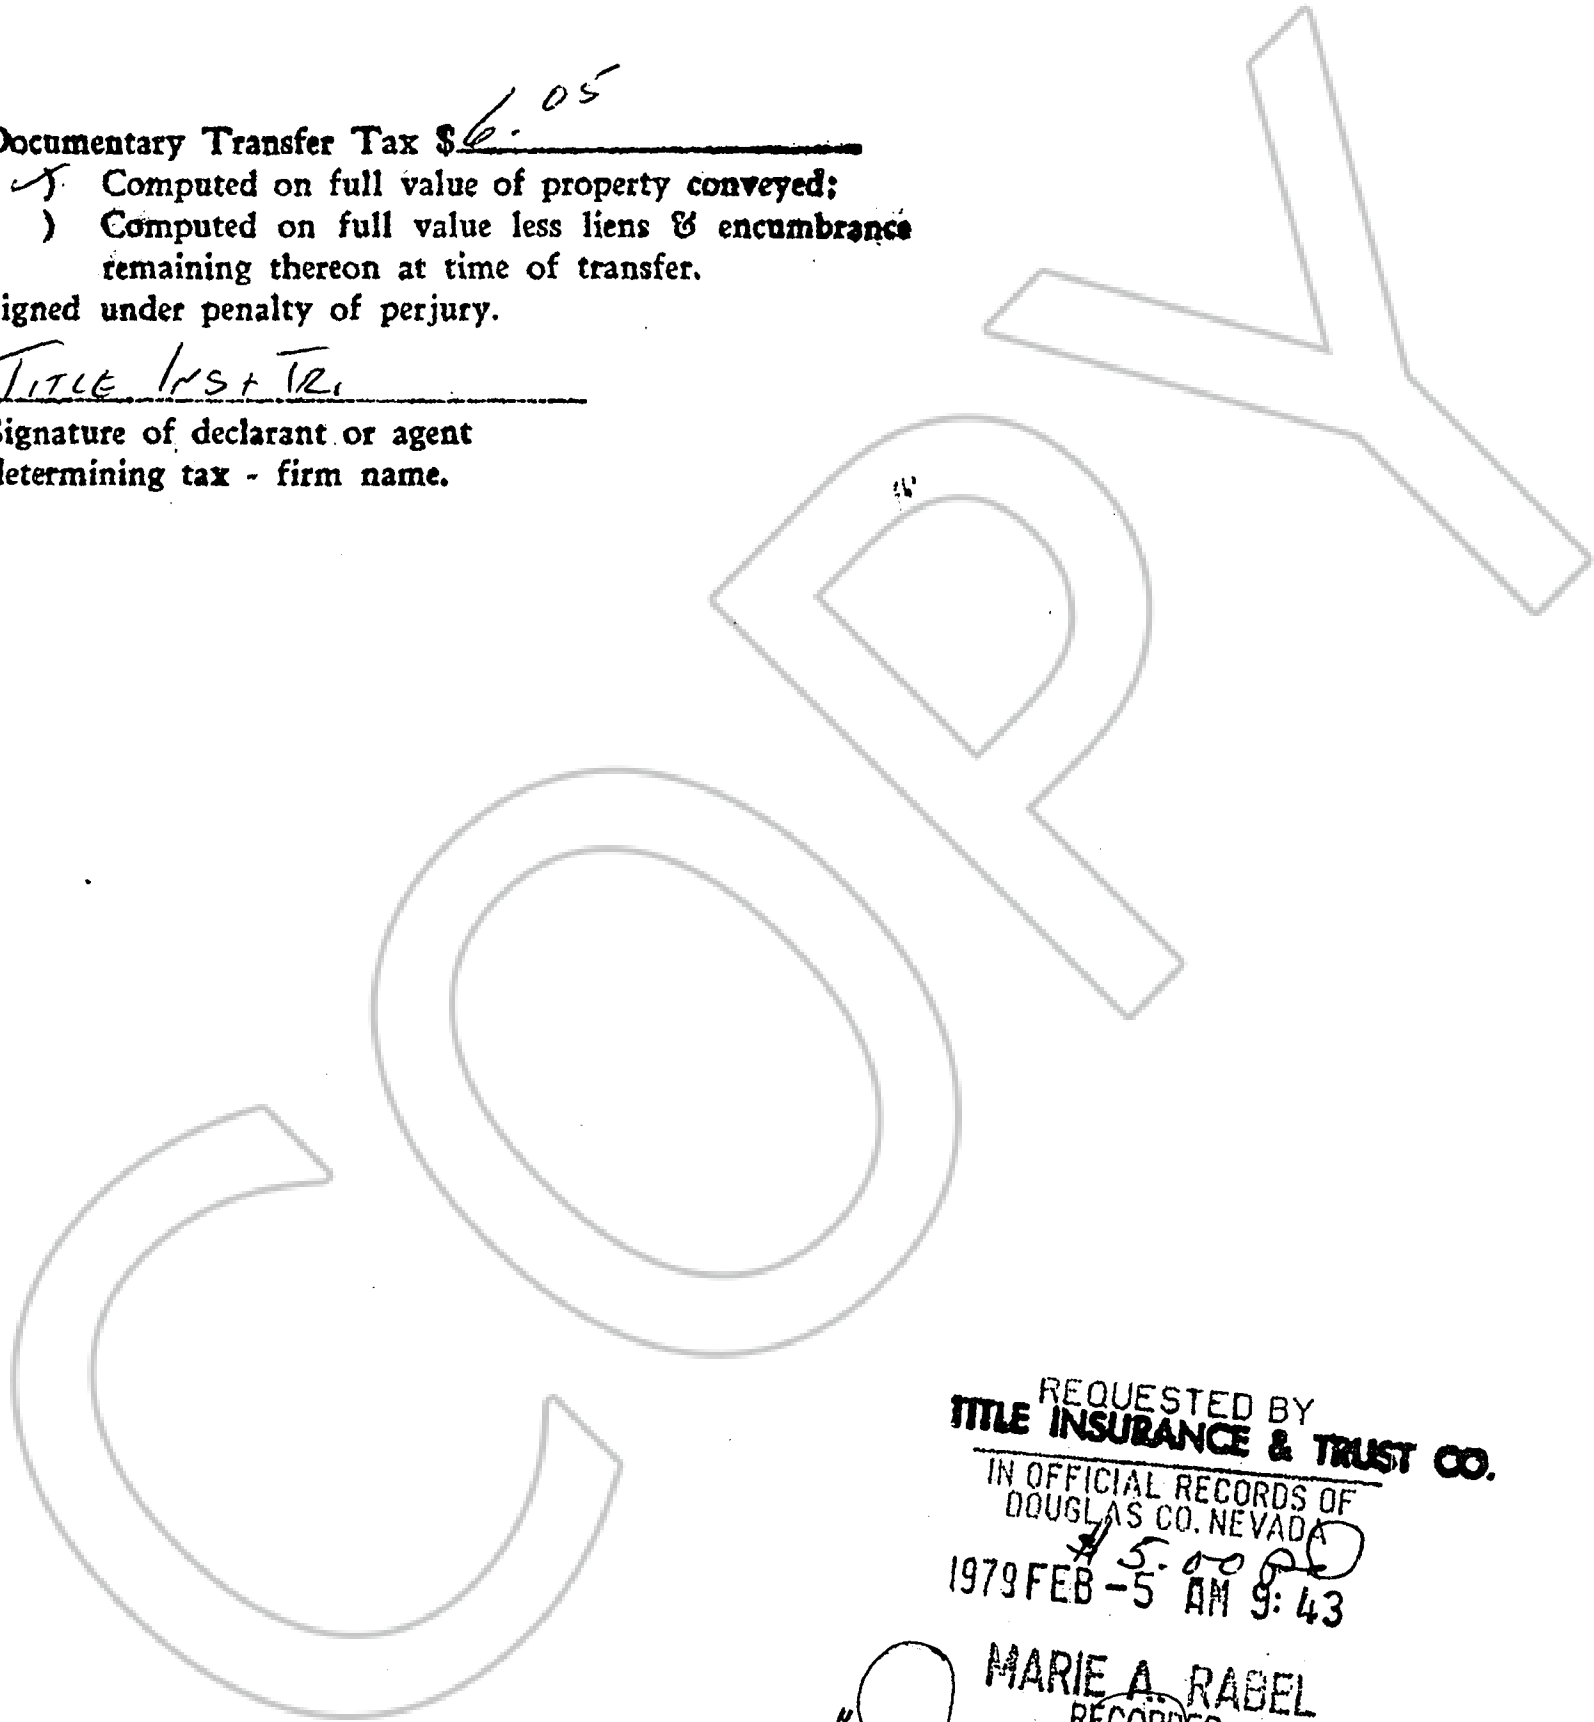 Documentary Transfer Tax $ 6.05
) Computed on full value of property conveyed;
) Computed on full value less liens & encumbrance
remaining thereon at time of transfer.
igned under penalty of perjury.
TITLE INS + TR.
Signature of declarant or agent
determining tax - firm name.
COPY
REQUESTED BY
TITLE INSURANCE & TRUST CO.
IN OFFICIAL RECORDS OF
DOUGLAS CO. NEVADA
$ 5.00
1979 FEB -5 AM 9:43
MARIE A. RABEL
RECORDER